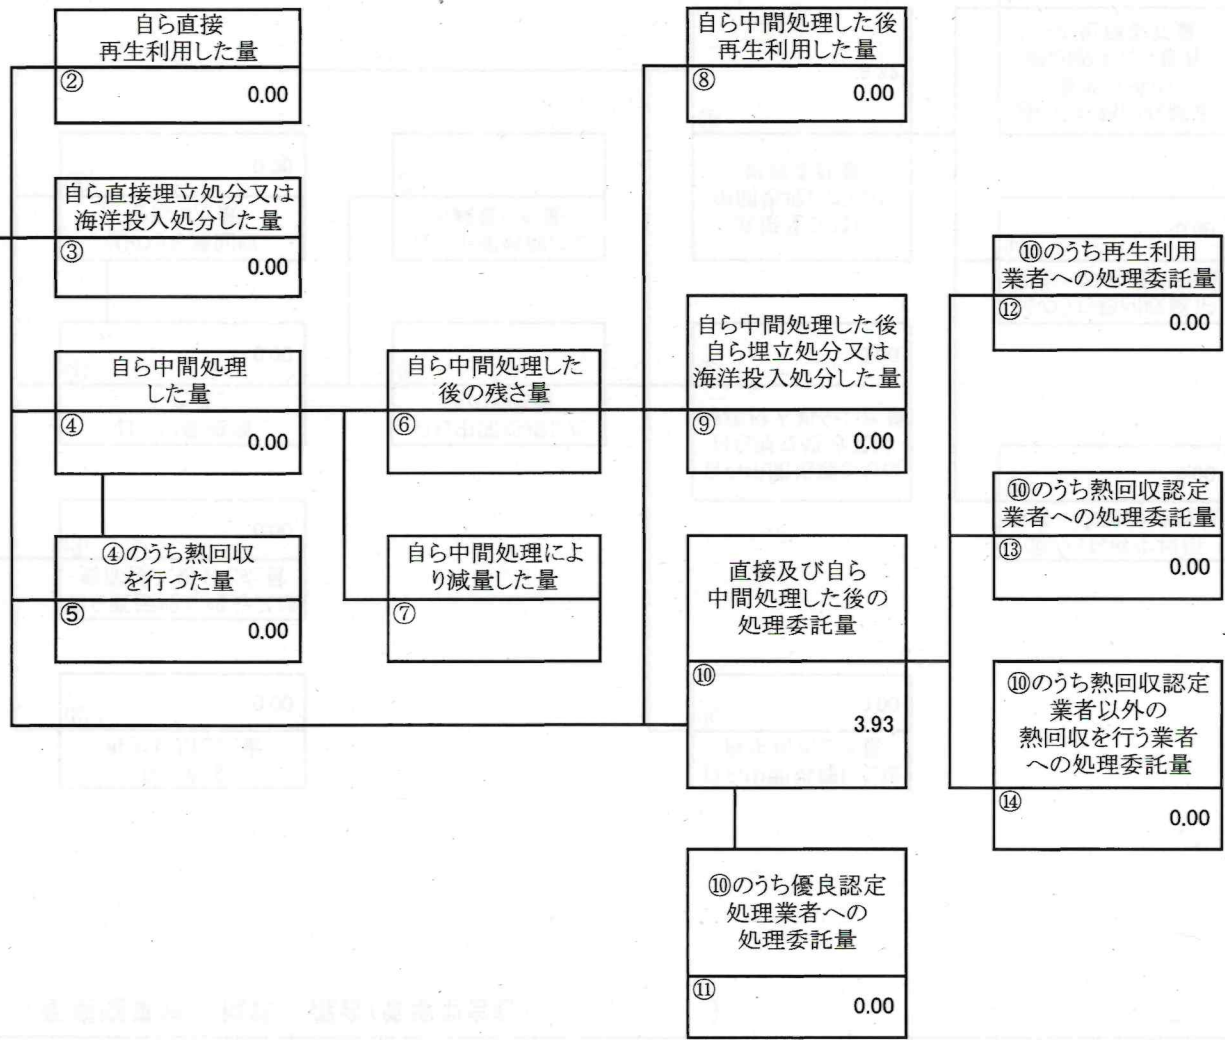 自ら直接
再生利用した量
②
0.00
自ら直接埋立処分又は
海洋投入処分した量
③
0.00
自ら中間処理
した量
④
0.00
④のうち熱回収
を行った量
⑤
0.00
自ら中間処理した
後の残さ量
⑥
自ら中間処理によ
り減量した量
⑦
自ら中間処理した後
再生利用した量
⑧
0.00
自ら中間処理した後
自ら埋立処分又は
海洋投入処分した量
⑨
0.00
直接及び自ら
中間処理した後の
処理委託量
⑩
3.93
⑩のうち優良認定
処理業者への
処理委託量
⑪
0.00
⑩のうち再生利用
業者への処理委託量
⑫
0.00
⑩のうち熱回収認定
業者への処理委託量
⑬
0.00
⑩のうち熱回収認定
業者以外の
熱回収を行う業者
への処理委託量
⑭
0.00